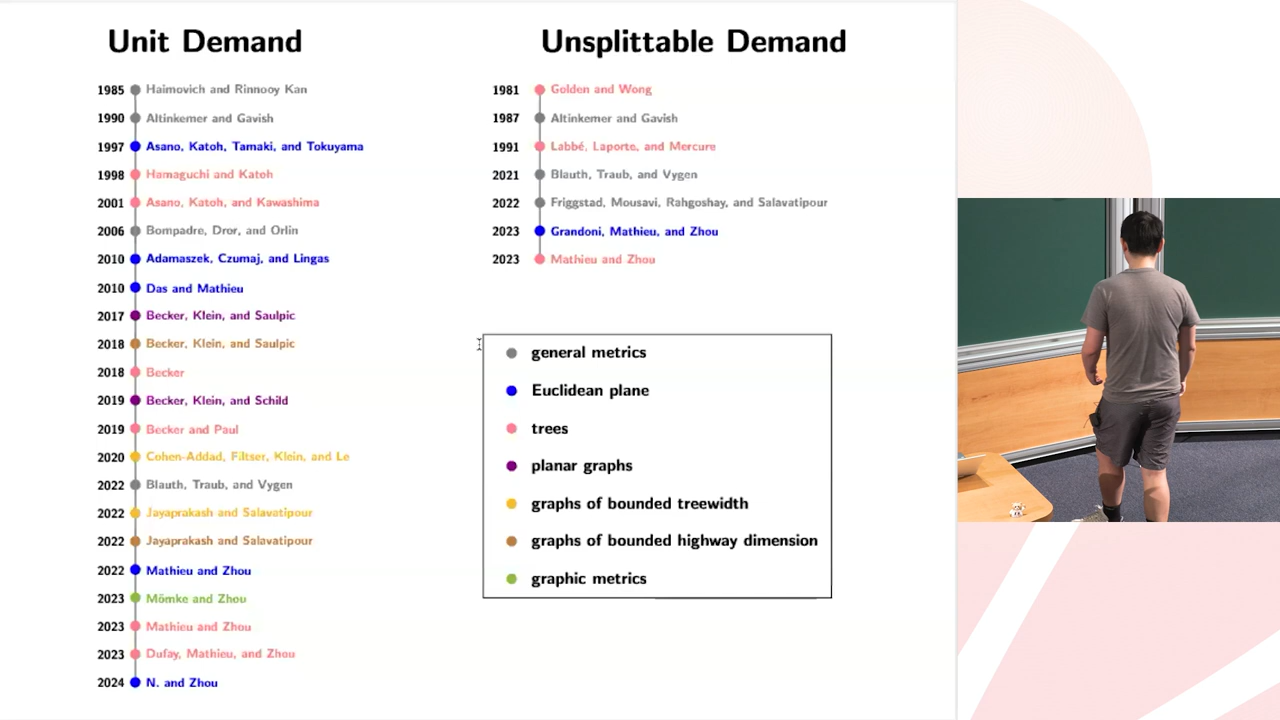 Unit Demand
1985 Haimovich and Rinnooy Kan
1990 Altinkemer and Gavish
1997 Asano, Katoh, Tamaki, and Tokuyama
1998 Hamaguchi and Katoh
2001 Asano, Katoh, and Kawashima
2006 Bompadre, Dror, and Orlin
2010 Adamaszek, Czumaj, and Lingas
2010 Das and Mathieu
2017 Becker, Klein, and Saulpic
2018 Becker, Klein, and Saulpic
2018 Becker
2019 Becker, Klein, and Schild
2019 Becker and Paul
2020 Cohen-Addad, Filtser, Klein, and Le
2022 Blauth, Traub, and Vygen
2022 Jayaprakash and Salavatipour
2022 Jayaprakash and Salavatipour
2022 Mathieu and Zhou
2023 Mömke and Zhou
2023 Mathieu and Zhou
2023 Dufay, Mathieu, and Zhou
2024 N. and Zhou
Unsplittable Demand
1981 Golden and Wong
1987 Altinkemer and Gavish
1991 Labbé, Laporte, and Mercure
2021 Blauth, Traub, and Vygen
2022 Friggstad, Mousavi, Rahgoshay, and Salavatipour
2023 Grandoni, Mathieu, and Zhou
2023 Mathieu and Zhou
general metrics
Euclidean plane
trees
planar graphs
graphs of bounded treewidth
graphs of bounded highway dimension
graphic metrics